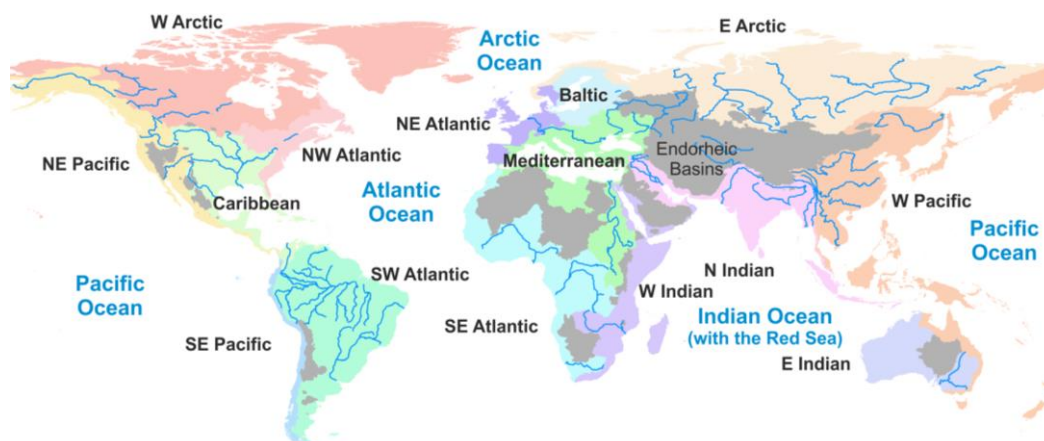 W Arctic
E Arctic
Arctic
Ocean
Baltic
NE Atlantic
NE Pacific
NW Atlantic
Mediterranean
Endorheic
Basins
Atlantic
Ocean
Caribbean
W Pacific
Pacific
Ocean
SW Atlantic
N Indian
Pacific
Ocean
W Indian
Indian Ocean
(with the Red Sea)
SE Atlantic
SE Pacific
E Indian